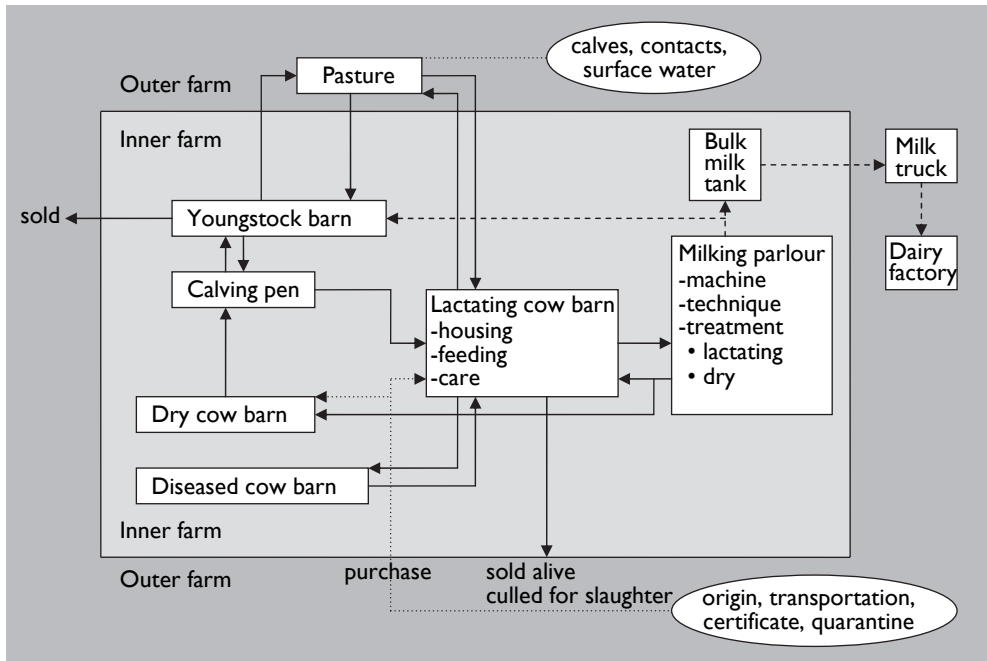 calves, contacts,
surface water
Outer farm
Pasture
Inner farm
Bulk
milk
tank
Milk
truck
sold
Youngstock barn
Dairy
factory
Milking parlour
-machine
-technique
-treatment
• lactating
• dry
Calving pen
Lactating cow barn
-housing
-feeding
-care
Dry cow barn
Diseased cow barn
Inner farm
Outer farm
purchase
sold alive
culled for slaughter
origin, transportation,
certificate, quarantine